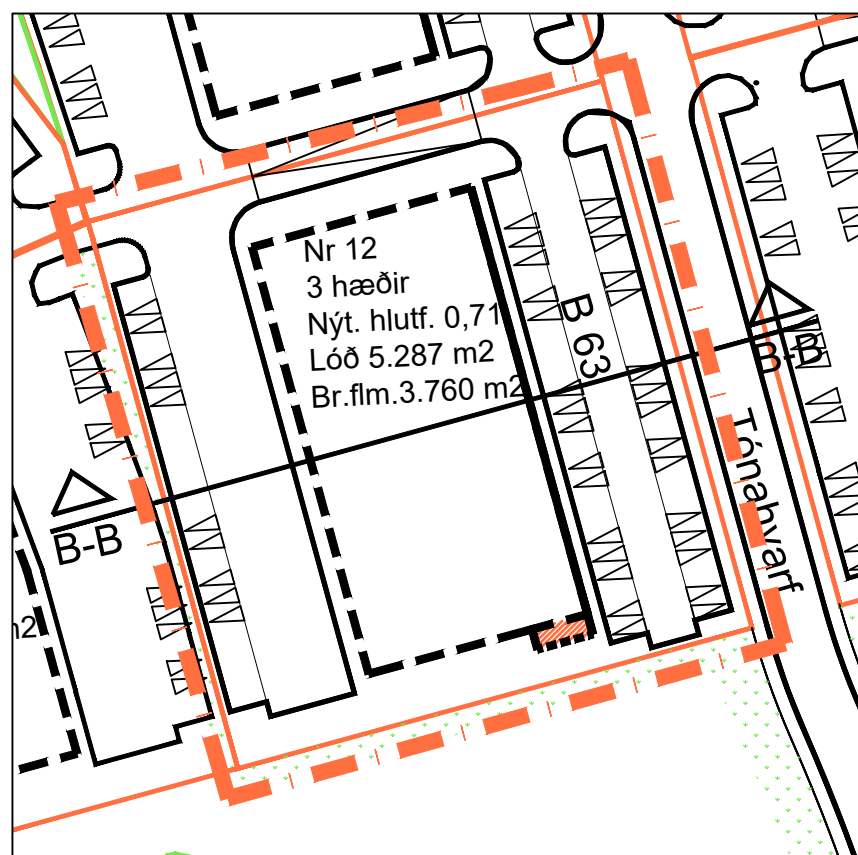 Nr 12
3 hæðir
Nýt. hlutf. 0,71
Lóð 5.287 m2
Br.flm.3.760 m2
B 63
B-B
Tónahvarf
B-B
m2